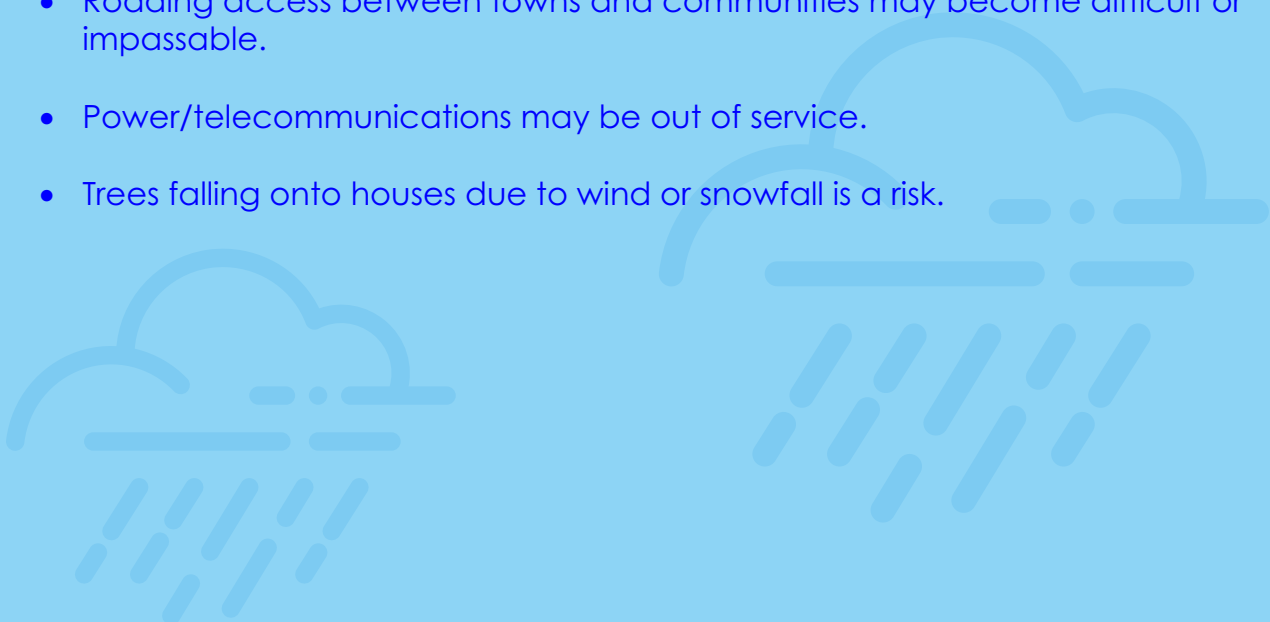 • Roading access between towns and communities may become difficult or
impassable.
• Power/telecommunications may be out of service.
• Trees falling onto houses due to wind or snowfall is a risk.